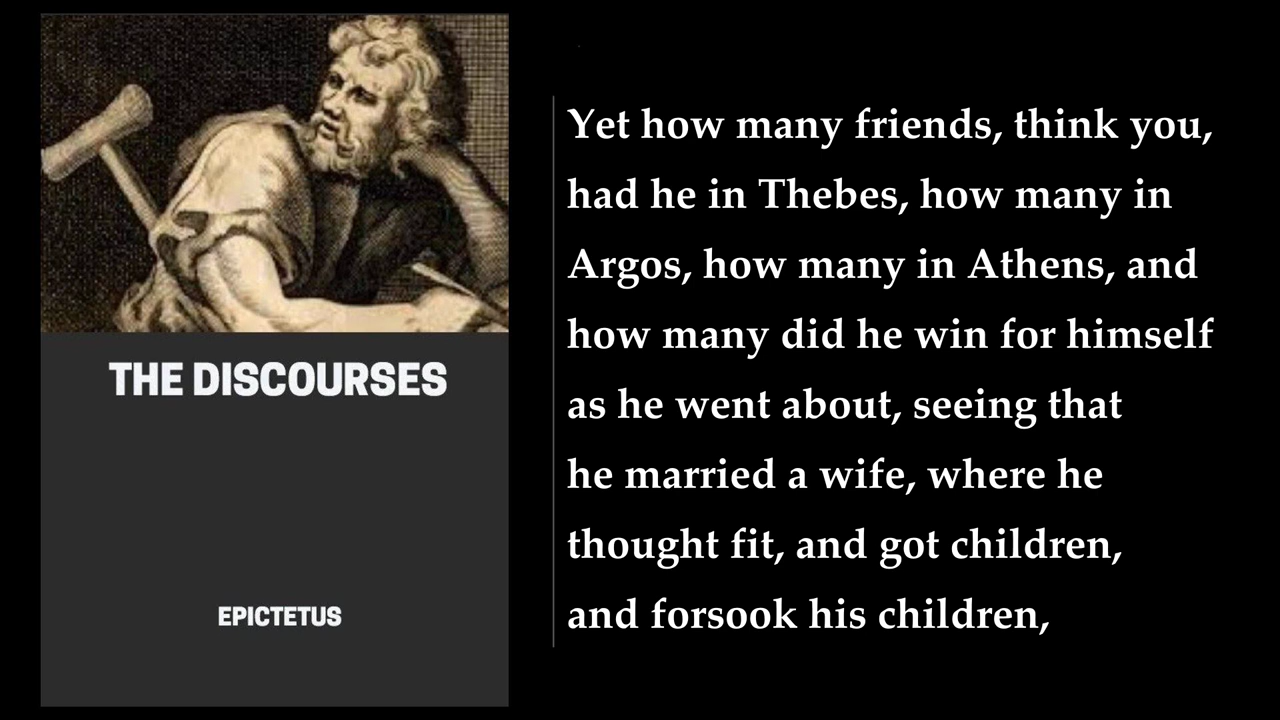 THE DISCOURSES
EPICTETUS
Yet how many friends, think you,
had he in Thebes, how many in
Argos, how many in Athens, and
how many did he win for himself
as he went about, seeing that
he married a wife, where he
thought fit, and got children,
and forsook his children,